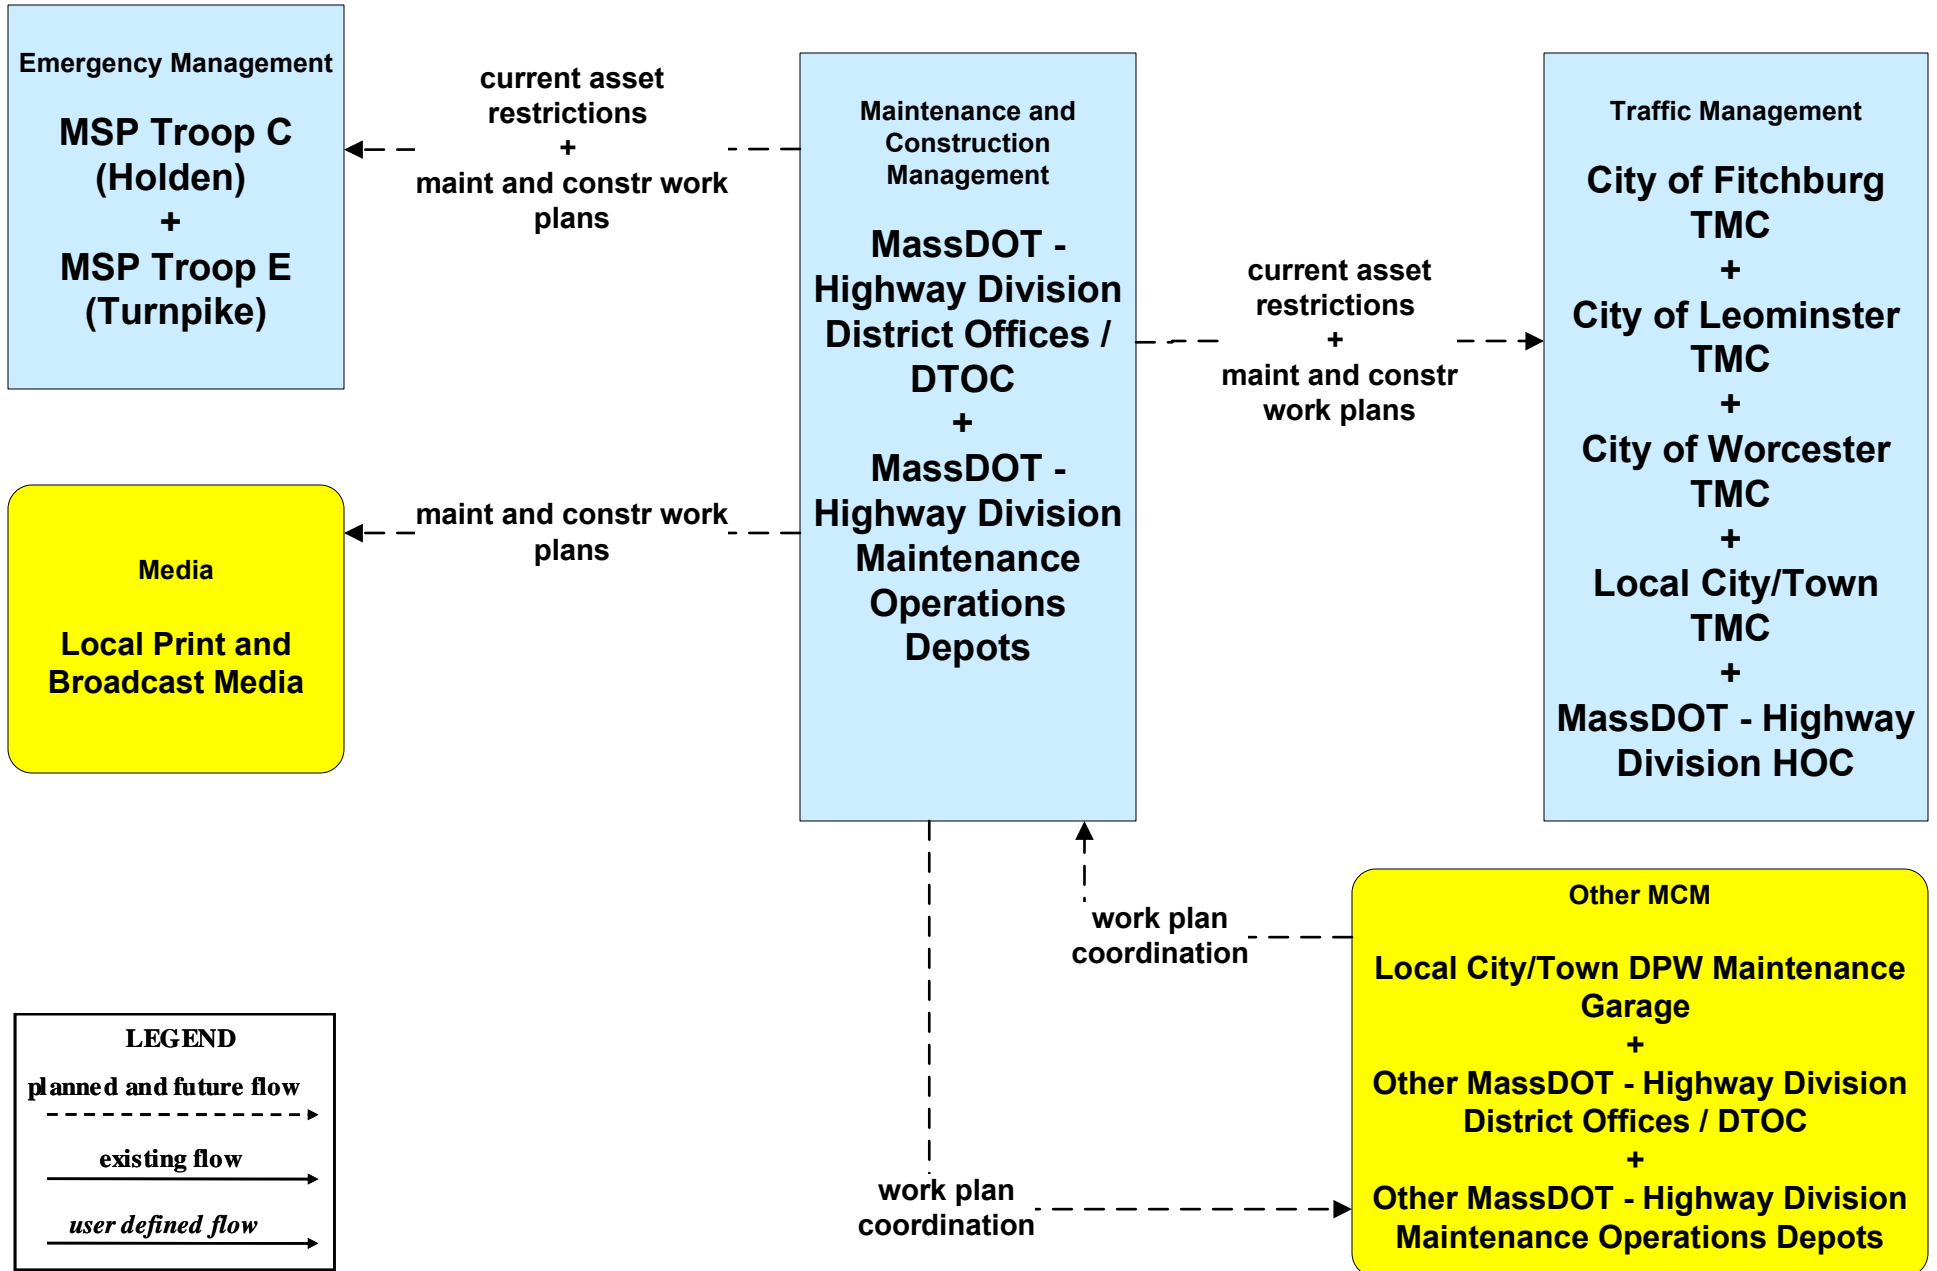 Emergency Management
MSP Troop C
(Holden)
+
MSP Troop E
(Turnpike)
current asset
restrictions
+
maint and constr work
plans
Maintenance and
Construction
Management
MassDOT -
Highway Division
District Offices /
DTOC
+
MassDOT -
Highway Division
Maintenance
Operations
Depots
current asset
restrictions
+
maint and constr
work plans
Traffic Management
City of Fitchburg
TMC
+
City of Leominster
TMC
+
City of Worcester
TMC
+
Local City/Town
TMC
+
MassDOT - Highway
Division HOC
Media
Local Print and
Broadcast Media
maint and constr work
plans
work plan
coordination
Other MCM
Local City/Town DPW Maintenance
Garage
+
Other MassDOT - Highway Division
District Offices / DTOC
+
Other MassDOT - Highway Division
Maintenance Operations Depots
work plan
coordination
LEGEND
planned and future flow
existing flow
user defined flow